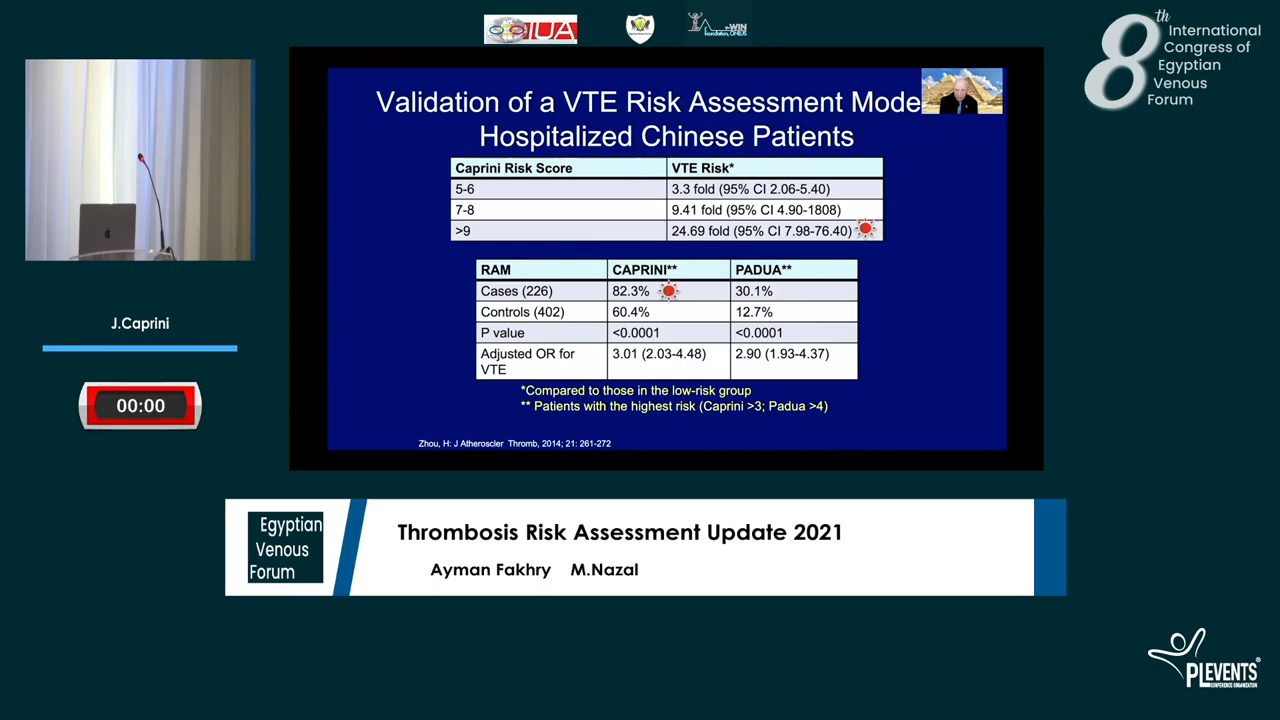 IUA
WIN
foundation, ONLUS
8th International
Congress of
Egyptian
Venous
Forum
Validation of a VTE Risk Assessment Mode
Hospitalized Chinese Patients
Caprini Risk Score VTE Risk*
5-6 3.3 fold (95% CI 2.06-5.40)
7-8 9.41 fold (95% CI 4.90-1808)
>9 24.69 fold (95% CI 7.98-76.40)
RAM CAPRINI** PADUA**
Cases (226) 82.3% 30.1%
Controls (402) 60.4% 12.7%
P value <0.0001 <0.0001
Adjusted OR for VTE 3.01 (2.03-4.48) 2.90 (1.93-4.37)
*Compared to those in the low-risk group
** Patients with the highest risk (Caprini >3; Padua >4)
Zhou, H: J Atheroscler Thromb, 2014; 21: 261-272
J.Caprini
00:00
Egyptian
Venous
Forum
Thrombosis Risk Assessment Update 2021
Ayman Fakhry M.Nazal
PLEVENTS®
CONFERENCE ORGANIZATION